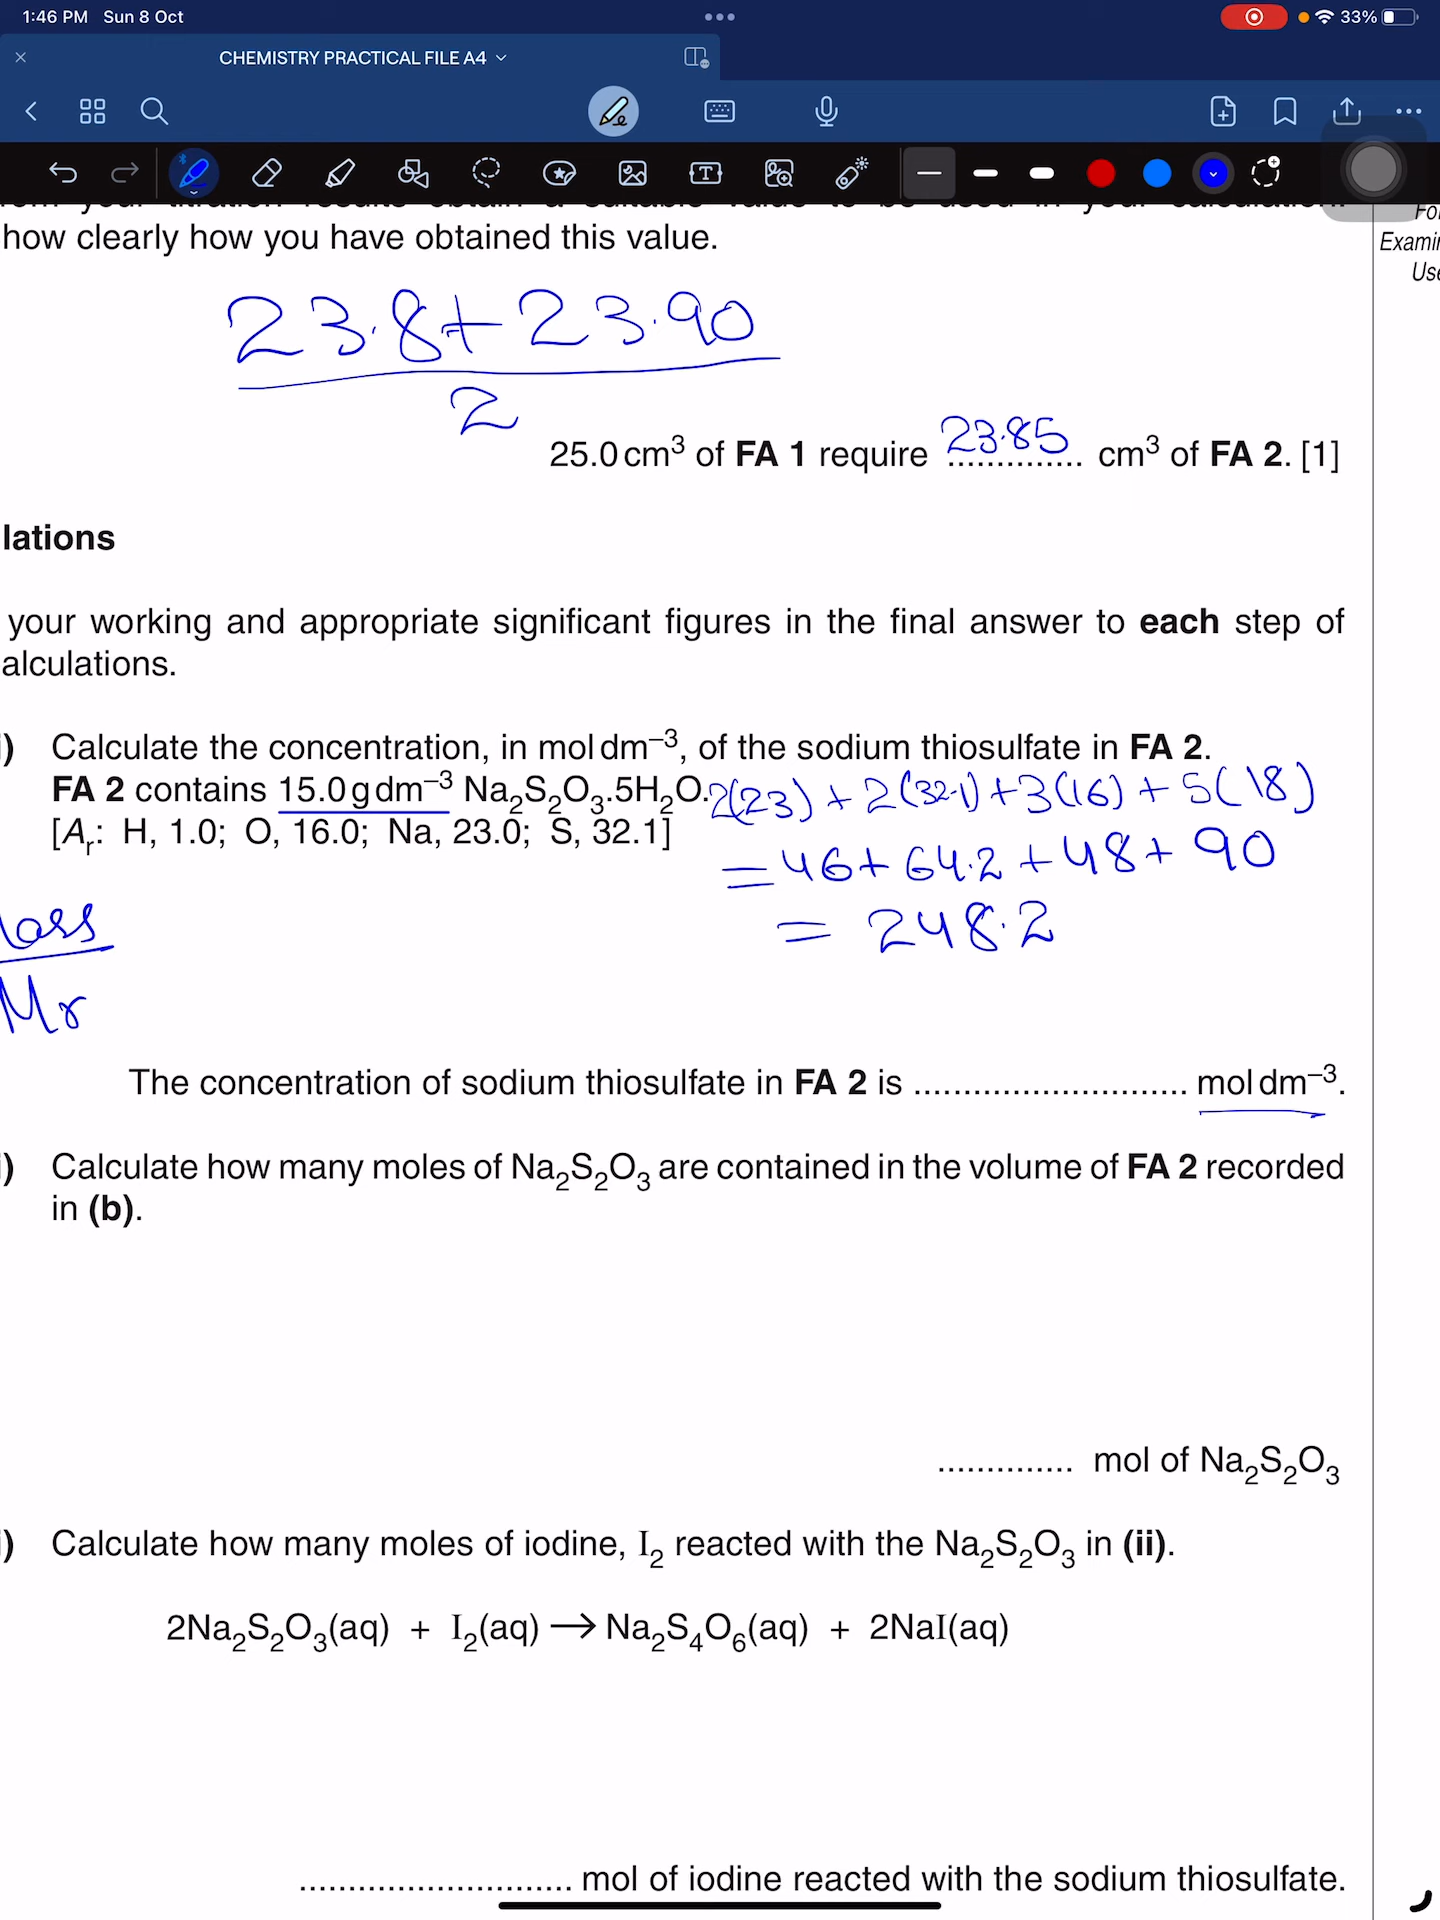 1:46 PM Sun 8 Oct
33%
CHEMISTRY PRACTICAL FILE A4
how clearly how you have obtained this value.
For
Examin
Use
23.8+23.90
2
23.85
25.0 cm³ of FA 1 require .............. cm³ of FA 2. [1]
lations
your working and appropriate significant figures in the final answer to each step of
alculations.
i) Calculate the concentration, in mol dm⁻³, of the sodium thiosulfate in FA 2.
FA 2 contains 15.0 g dm⁻³ Na₂S₂O₃.5H₂O. 2(23) + 2(32.1) + 3(16) + 5(18)
[Aᵣ: H, 1.0; O, 16.0; Na, 23.0; S, 32.1]
= 46 + 64.2 + 48 + 90
= 248.2
Mass
Mr
The concentration of sodium thiosulfate in FA 2 is ............................ mol dm⁻³.
i) Calculate how many moles of Na₂S₂O₃ are contained in the volume of FA 2 recorded
in (b).
.............. mol of Na₂S₂O₃
i) Calculate how many moles of iodine, I₂ reacted with the Na₂S₂O₃ in (ii).
2Na₂S₂O₃(aq) + I₂(aq) → Na₂S₄O₆(aq) + 2NaI(aq)
............................ mol of iodine reacted with the sodium thiosulfate.